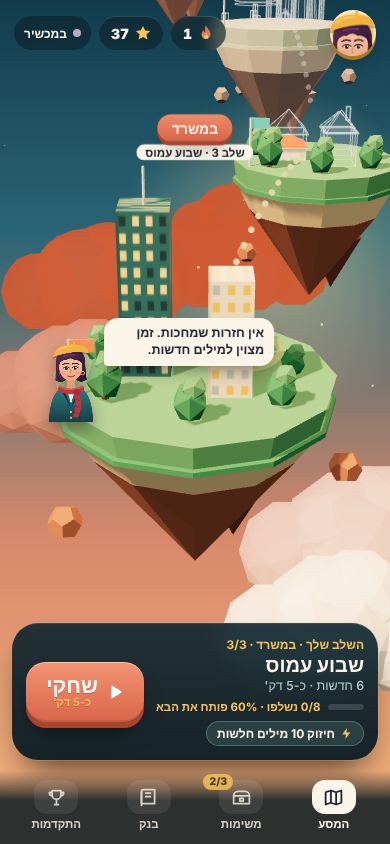 1
37
במכשיר
במשרד
שלב 3 · שבוע עמוס
אין חזרות שמחכות. זמן
מצוין למילים חדשות.
השלב שלך · במשרד · 3/3
שבוע עמוס
6 חדשות · כ-5 דק'
0/8 נשלפו · 60% פותח את הבא
חיזוק 10 מילים חלשות
שחקי
כ-5 דק'
המסע
2/3
משימות
בנק
התקדמות